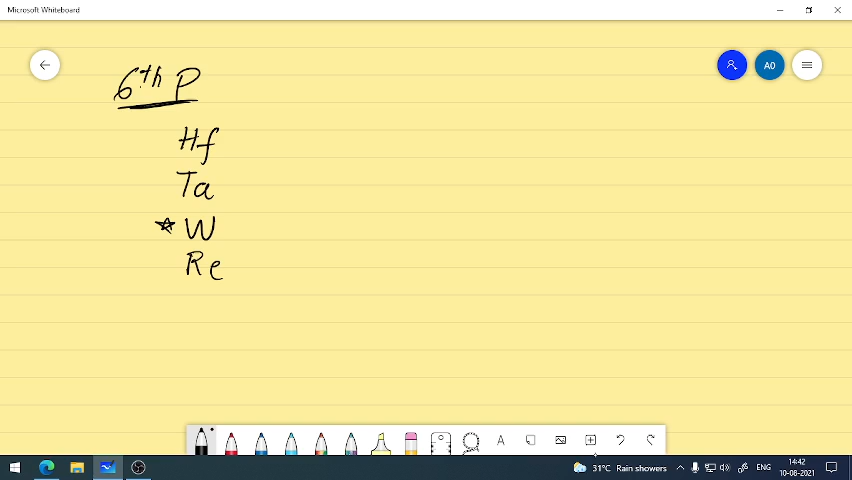 Microsoft Whiteboard
A0
6th P
Hf
Ta
☆ W
Re
A
31°C Rain showers
ENG
14:42
10-08-2021